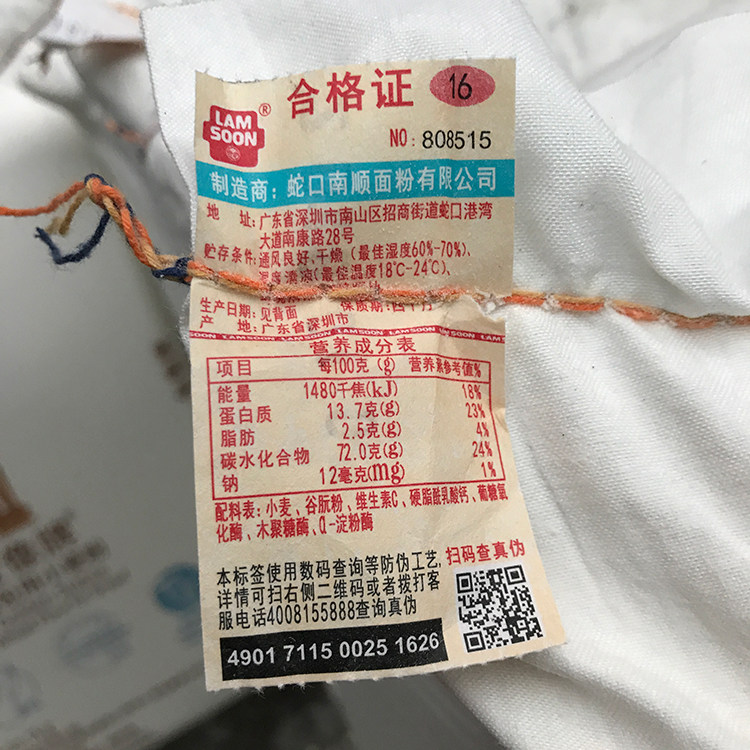 LAM
SOON
®
合格证
16
NO: 808515
制造商：蛇口南顺面粉有限公司
地 址:广东省深圳市南山区招商街道蛇口港湾
大道南康路28号
贮存条件:通风良好、干燥（最佳湿度60%-70%）、
温度清凉（最佳温度18℃-24℃）、
生产日期: 见背面 保质期: 四个月
产 地: 广东省深圳市
LAMSOON LAMSOON LAMSOON LAMSOON
营养成分表
项目 每100克 (g) 营养素参考值%
能量 1480千焦(kJ) 18%
蛋白质 13.7克(g) 23%
脂肪 2.5克(g) 4%
碳水化合物 72.0克(g) 24%
钠 12毫克(mg) 1%
配料表: 小麦、谷朊粉、维生素C、硬脂酰乳酸钙、葡糖氧
化酶、木聚糖酶、α-淀粉酶
本标签使用数码查询等防伪工艺,
详情可扫右侧二维码或者拨打客
服电话4008155888查询真伪
扫码查真伪
4901 7115 0025 1626